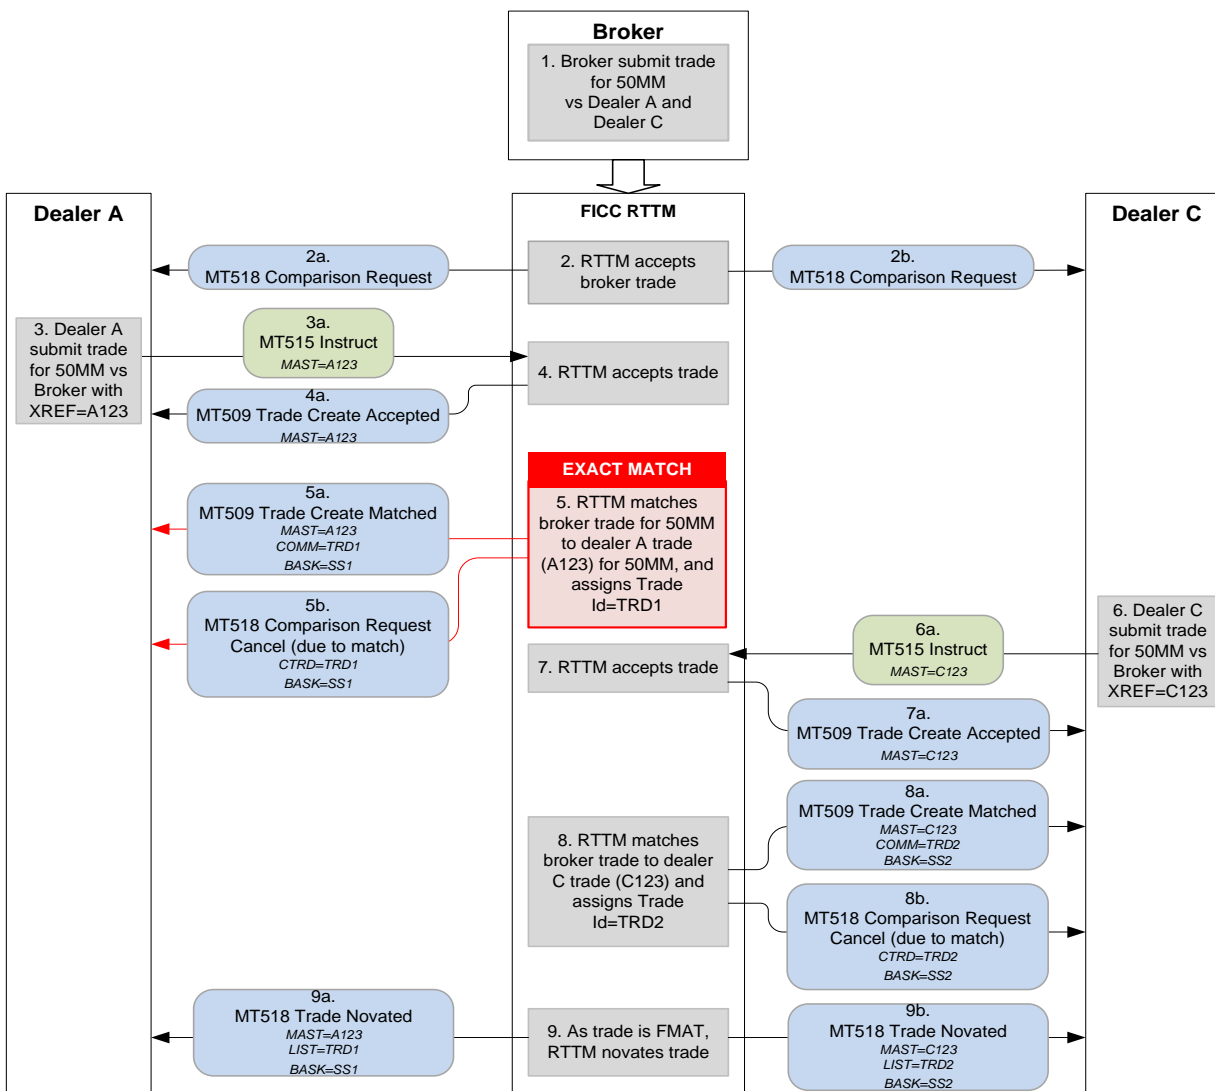 Broker
1. Broker submit trade
for 50MM
vs Dealer A and
Dealer C
Dealer A
FICC RTTM
Dealer C
2a.
MT518 Comparison Request
2. RTTM accepts
broker trade
2b.
MT518 Comparison Request
3. Dealer A
submit trade
for 50MM vs
Broker with
XREF=A123
3a.
MT515 Instruct
MAST=A123
4. RTTM accepts trade
4a.
MT509 Trade Create Accepted
MAST=A123
EXACT MATCH
5. RTTM matches
broker trade for 50MM
to dealer A trade
(A123) for 50MM, and
assigns Trade
Id=TRD1
5a.
MT509 Trade Create Matched
MAST=A123
COMM=TRD1
BASK=SS1
5b.
MT518 Comparison Request
Cancel (due to match)
CTRD=TRD1
BASK=SS1
6. Dealer C
submit trade
for 50MM vs
Broker with
XREF=C123
6a.
MT515 Instruct
MAST=C123
7. RTTM accepts trade
7a.
MT509 Trade Create Accepted
MAST=C123
8. RTTM matches
broker trade to dealer
C trade (C123) and
assigns Trade
Id=TRD2
8a.
MT509 Trade Create Matched
MAST=C123
COMM=TRD2
BASK=SS2
8b.
MT518 Comparison Request
Cancel (due to match)
CTRD=TRD2
BASK=SS2
9a.
MT518 Trade Novated
MAST=A123
LIST=TRD1
BASK=SS1
9. As trade is FMAT,
RTTM novates trade
9b.
MT518 Trade Novated
MAST=C123
LIST=TRD2
BASK=SS2